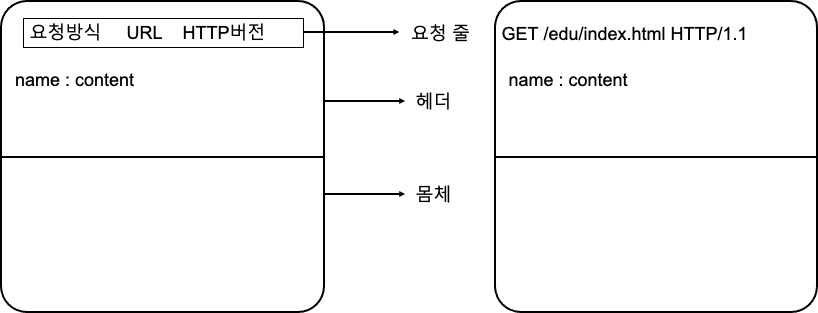 요청방식 URL HTTP버전
요청 줄
GET /edu/index.html HTTP/1.1
name : content
name : content
헤더
몸체